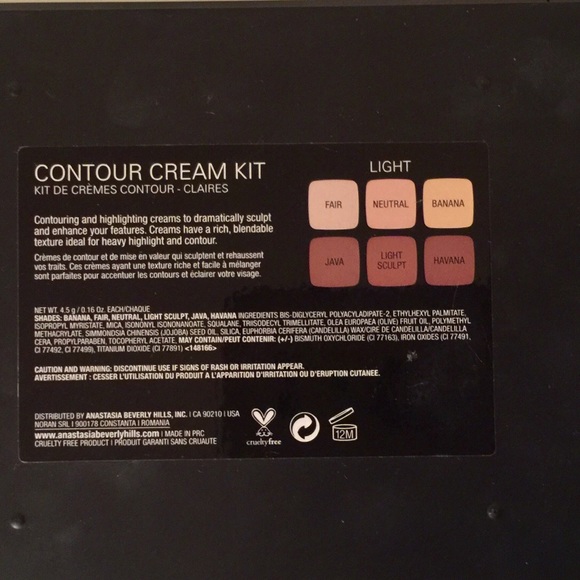 CONTOUR CREAM KIT
KIT DE CRÈMES CONTOUR - CLAIRES
Contouring and highlighting creams to dramatically sculpt
and enhance your features. Creams have a rich, blendable
texture ideal for heavy highlight and contour.
Crèmes de contour et de mise en valeur qui sculptent et rehaussent
vos traits. Ces crèmes ayant une texture riche et facile à mélanger
sont parfaites pour accentuer les contours et éclairer votre visage.
LIGHT
FAIR
NEUTRAL
BANANA
JAVA
LIGHT
SCULPT
HAVANA
NET WT. 4.5 g / 0.16 Oz. EACH/CHAQUE
SHADES: BANANA, FAIR, NEUTRAL, LIGHT SCULPT, JAVA, HAVANA INGREDIENTS BIS-DIGLYCERYL POLYACYLADIPATE-2, ETHYLHEXYL PALMITATE,
ISOPROPYL MYRISTATE, MICA, ISONONYL ISONONANOATE, SQUALANE, TRIISODECYL TRIMELLITATE, OLEA EUROPAEA (OLIVE) FRUIT OIL, POLYMETHYL
METHACRYLATE, SIMMONDSIA CHINENSIS (JOJOBA) SEED OIL, SILICA, EUPHORBIA CERIFERA (CANDELILLA) WAX/CIRE DE CANDELILLA/CANDELILLA
CERA, PROPYLPARABEN, TOCOPHERYL ACETATE, MAY CONTAIN/PEUT CONTENIR: (+/-) BISMUTH OXYCHLORIDE (CI 77163), IRON OXIDES (CI 77491,
CI 77492, CI 77499), TITANIUM DIOXIDE (CI 77891) <148166>
CAUTION AND WARNING: DISCONTINUE USE IF SIGNS OF RASH OR IRRITATION APPEAR.
AVERTISSEMENT : CESSER L'UTILISATION DU PRODUIT A L'APPARITION D'IRRITATION OU D'ERUPTION CUTANEE.
DISTRIBUTED BY ANASTASIA BEVERLY HILLS, INC. | CA 90210 | USA
NORAN SRL | 900178 CONSTANTA | ROMANIA
www.anastasiabeverlyhills.com | MADE IN PRC
CRUELTY FREE PRODUCT | PRODUIT GARANTI SANS CRUAUTE
crueltyfree
12M